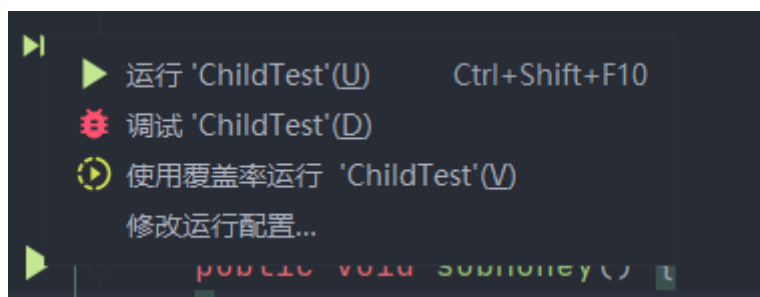 运行 'ChildTest'(U) Ctrl+Shift+F10
调试 'ChildTest'(D)
使用覆盖率运行 'ChildTest'(V)
修改运行配置...
public void subMoney() {